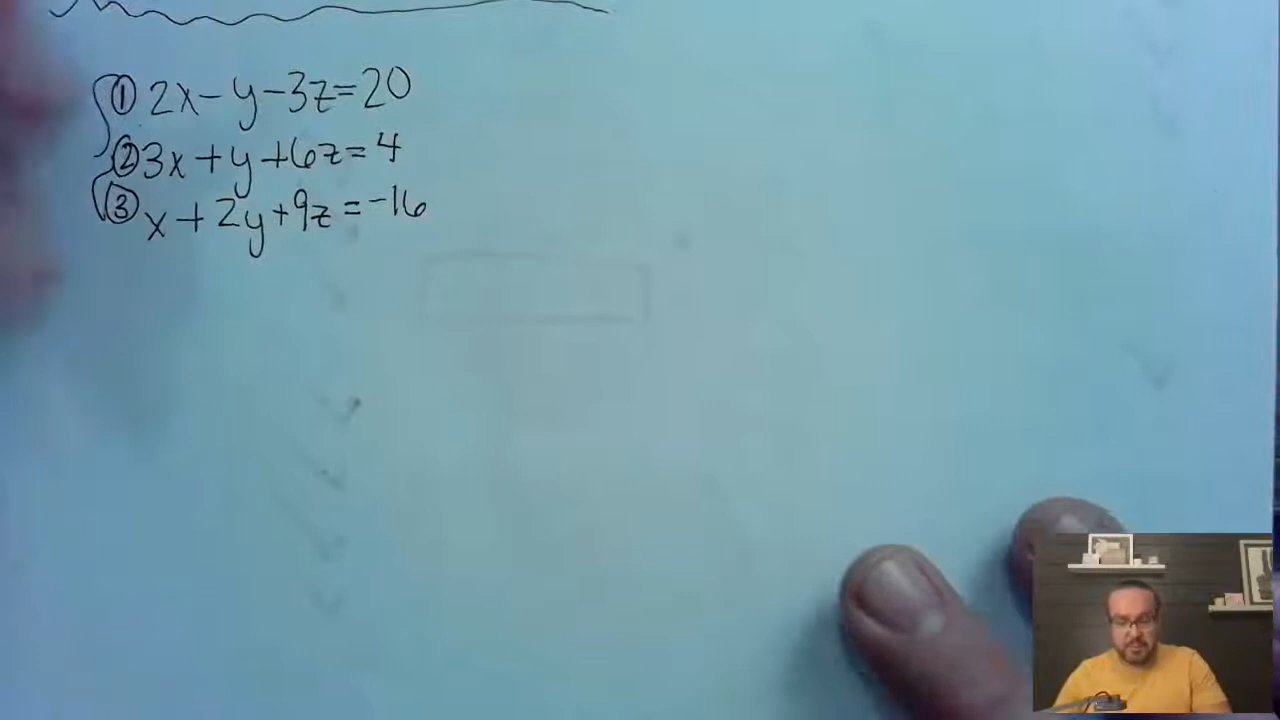 ① 2x-y-3z=20
② 3x+y+6z=4
③ x+2y+9z=-16